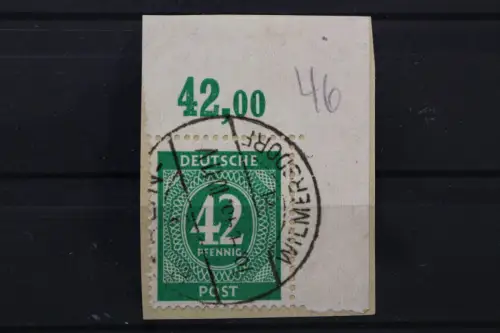 42.00
46
DEUTSCHE
42
PFENNIG
POST
WILMERSDORF